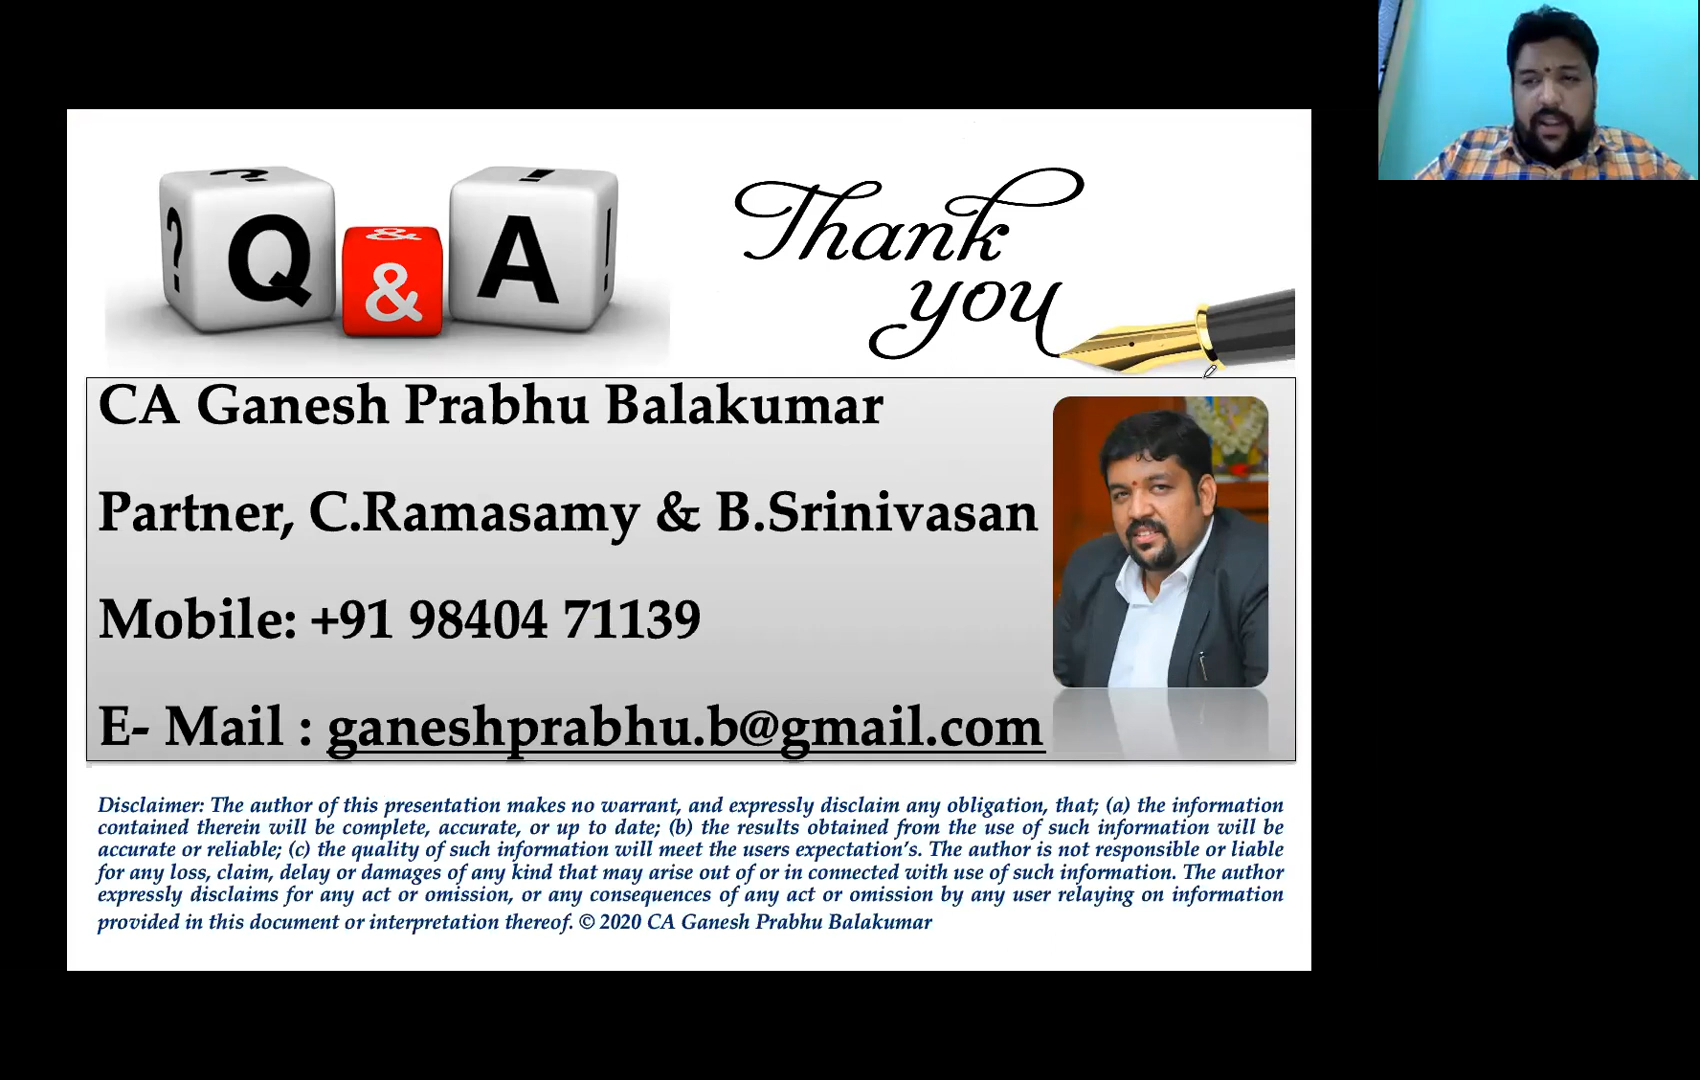 ? ? !
? Q & & A !
Thank
you
CA Ganesh Prabhu Balakumar
Partner, C.Ramasamy & B.Srinivasan
Mobile: +91 98404 71139
E- Mail : ganeshprabhu.b@gmail.com
Disclaimer: The author of this presentation makes no warrant, and expressly disclaim any obligation, that; (a) the information
contained therein will be complete, accurate, or up to date; (b) the results obtained from the use of such information will be
accurate or reliable; (c) the quality of such information will meet the users expectation's. The author is not responsible or liable
for any loss, claim, delay or damages of any kind that may arise out of or in connected with use of such information. The author
expressly disclaims for any act or omission, or any consequences of any act or omission by any user relaying on information
provided in this document or interpretation thereof. © 2020 CA Ganesh Prabhu Balakumar